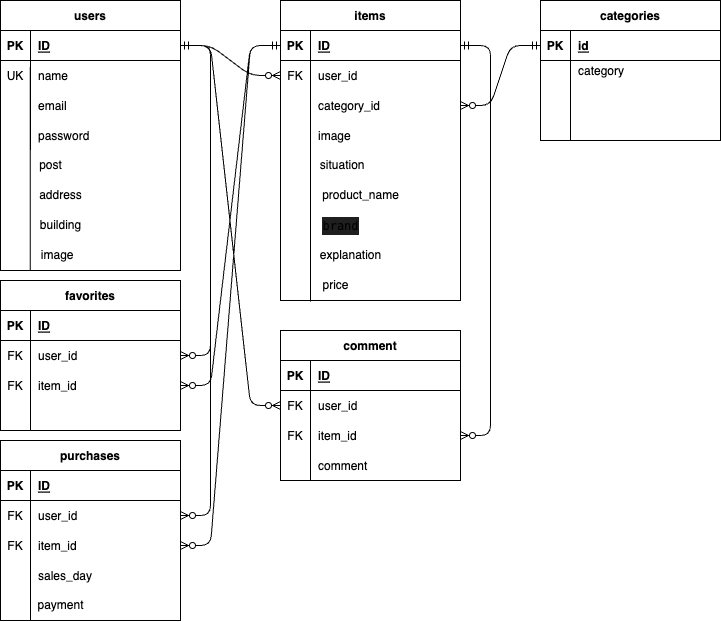 users
PK ID
UK name
email
password
post
address
building
image
items
PK ID
FK user_id
category_id
image
situation
product_name
brand
explanation
price
categories
PK id
category
favorites
PK ID
FK user_id
FK item_id
comment
PK ID
FK user_id
FK item_id
comment
purchases
PK ID
FK user_id
FK item_id
sales_day
payment